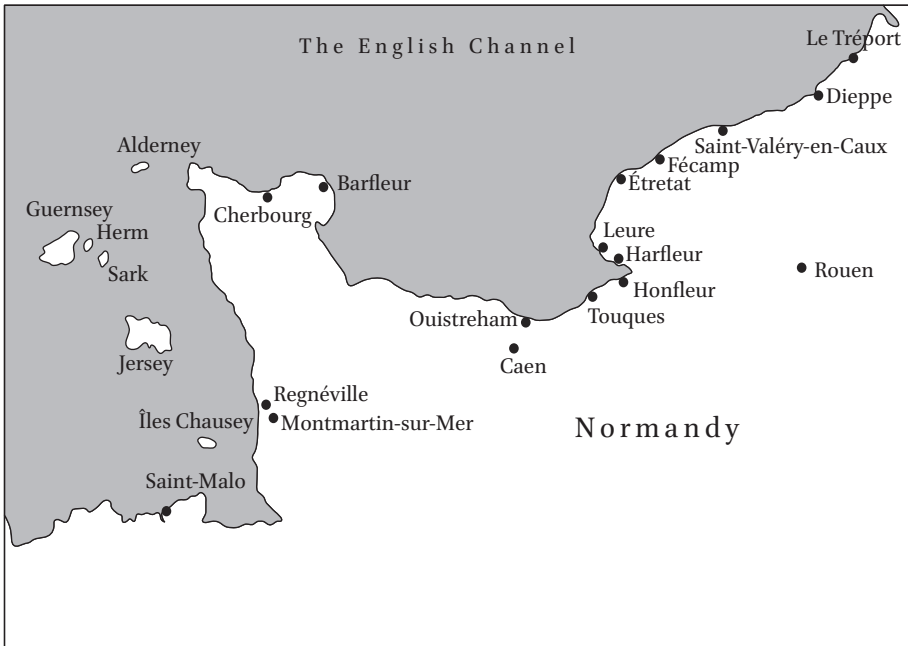 The English Channel
Le Tréport
Dieppe
Saint-Valéry-en-Caux
Alderney
Fécamp
Barfleur
Étretat
Cherbourg
Guernsey
Herm
Leure
Harfleur
Sark
Rouen
Honfleur
Ouistreham
Touques
Jersey
Caen
Regnéville
Îles Chausey
Montmartin-sur-Mer
Normandy
Saint-Malo